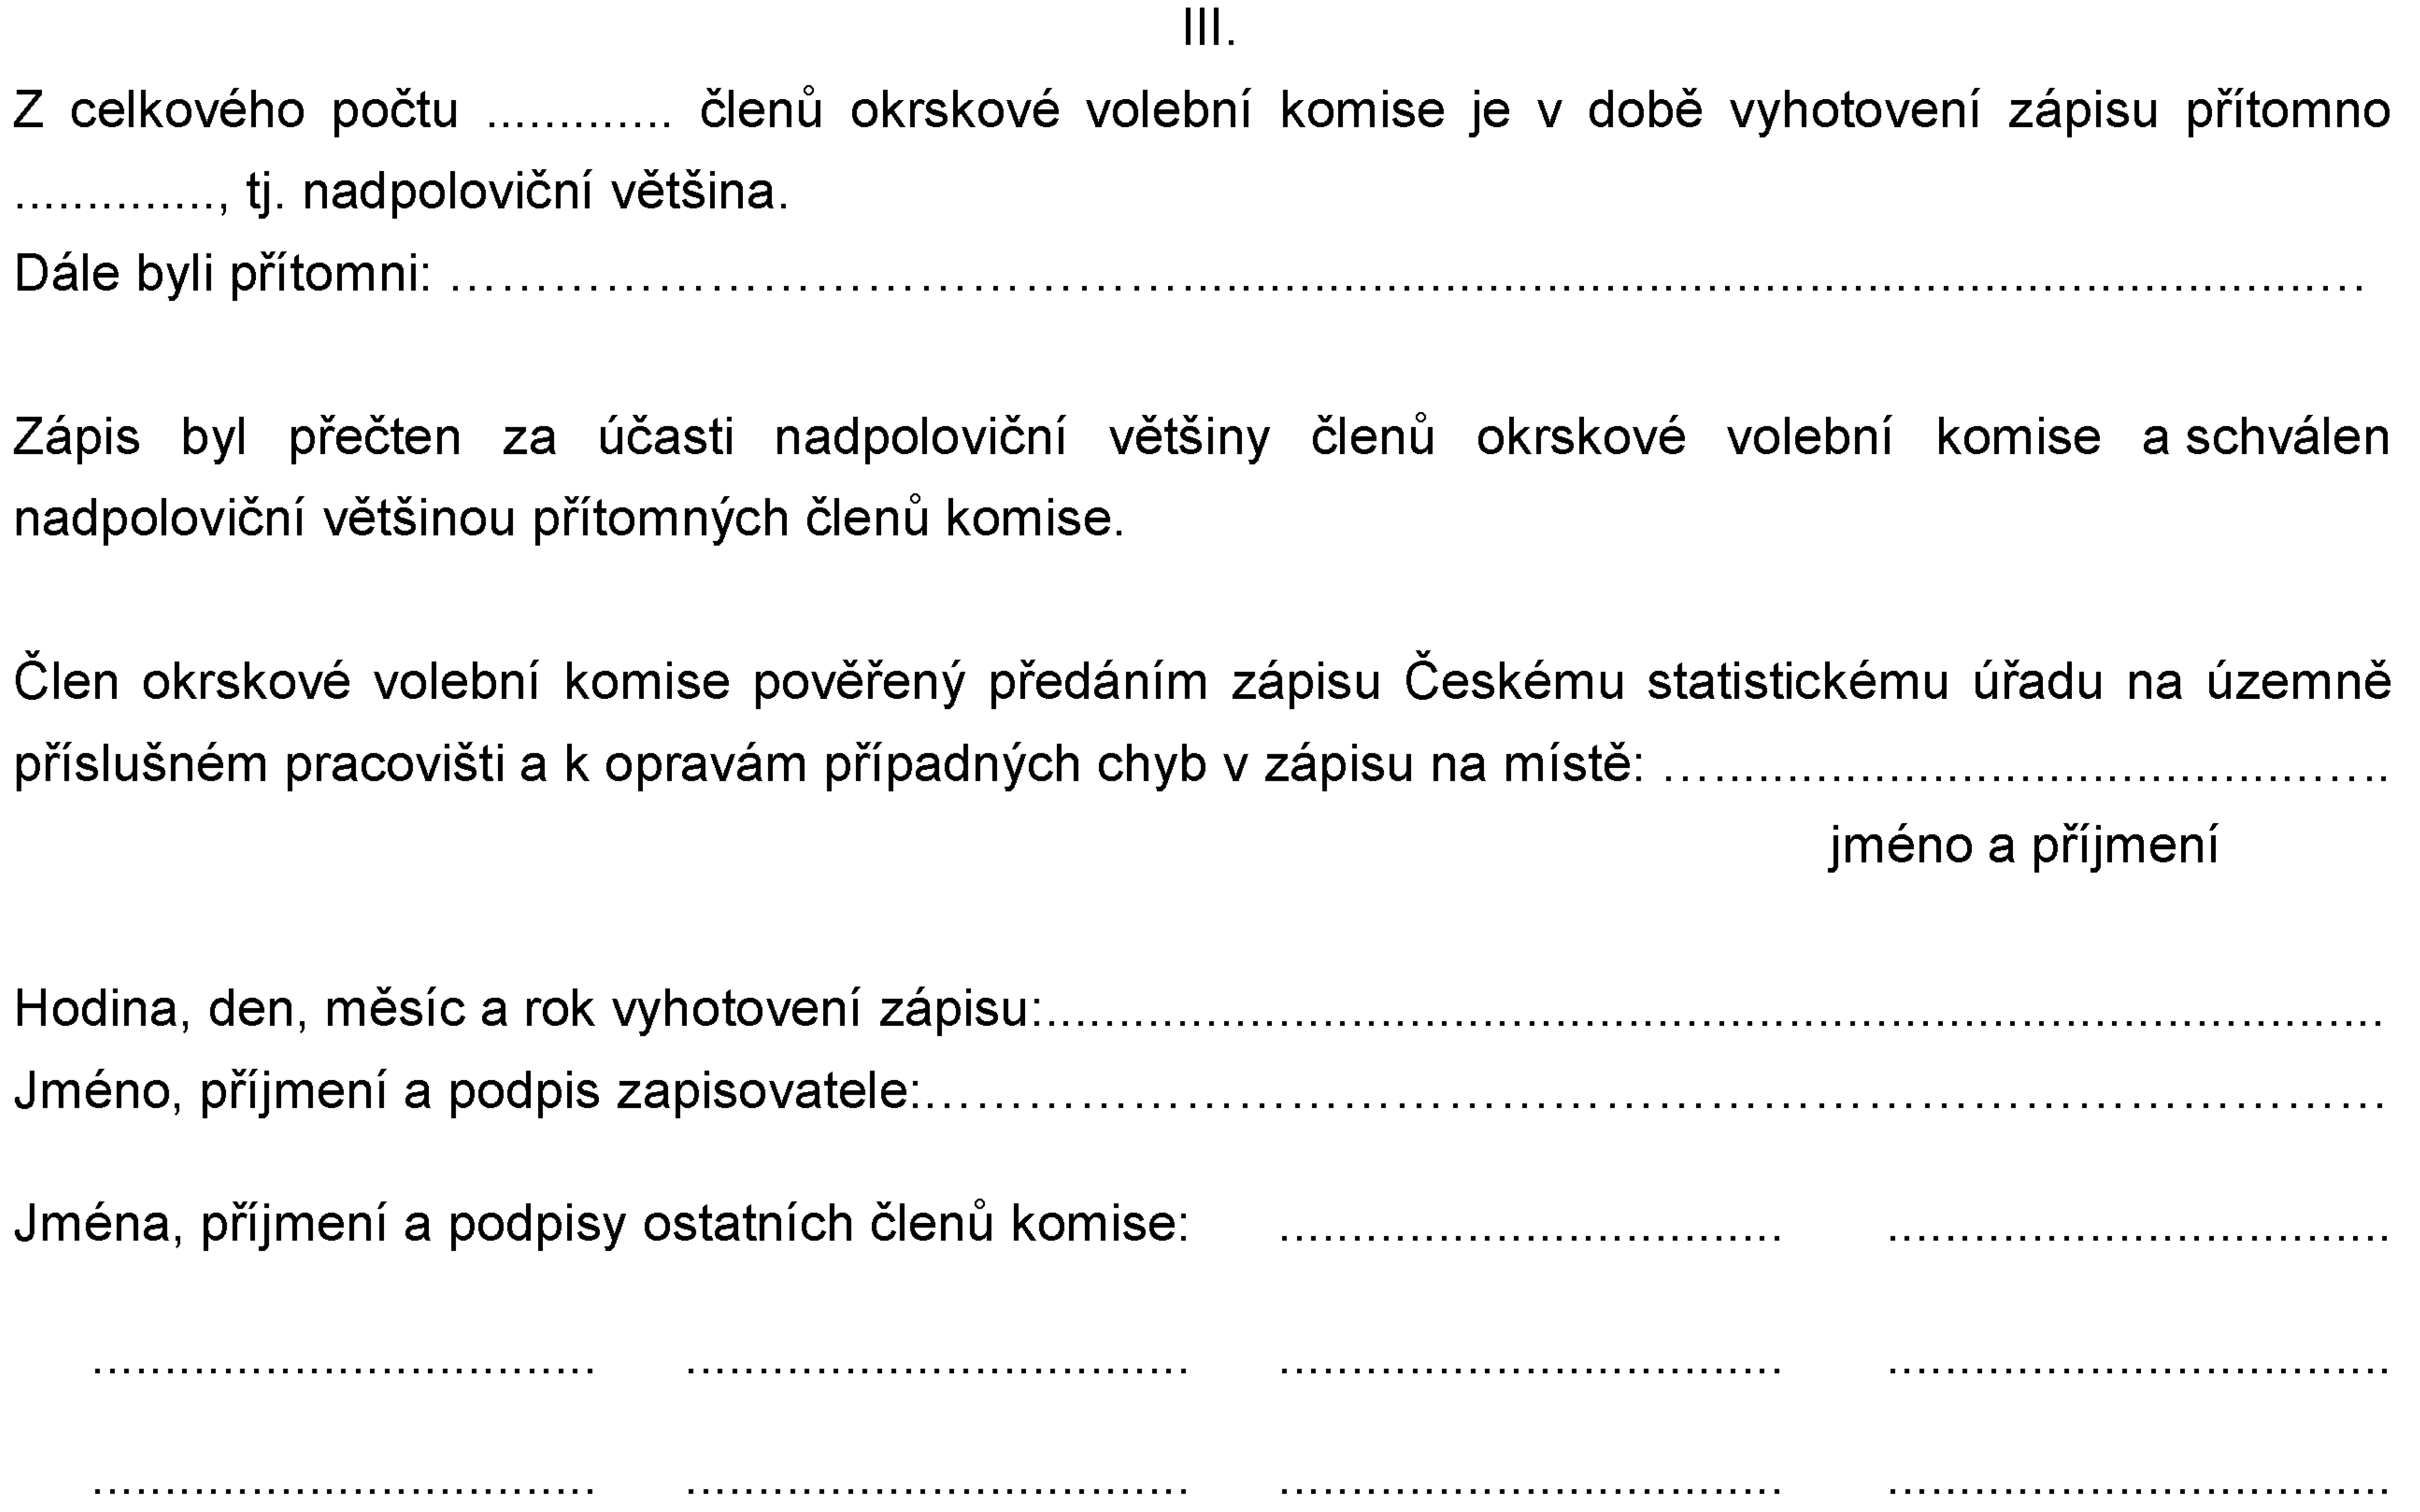 III.
Z celkového počtu ............. členů okrskové volební komise je v době vyhotovení zápisu přítomno
.............., tj. nadpoloviční většina.
Dále byli přítomni: ……………………………………...............................................................................…
Zápis byl přečten za účasti nadpoloviční většiny členů okrskové volební komise a schválen
nadpoloviční většinou přítomných členů komise.
Člen okrskové volební komise pověřený předáním zápisu Českému statistickému úřadu na územně
příslušném pracovišti a k opravám případných chyb v zápisu na místě: …...........................................…..
jméno a příjmení
Hodina, den, měsíc a rok vyhotovení zápisu:.............................................................................................
Jméno, příjmení a podpis zapisovatele:……………………………………………………………………………
Jména, příjmení a podpisy ostatních členů komise: ................................... ...................................
................................... ................................... ................................... ...................................
................................... ................................... ................................... ...................................